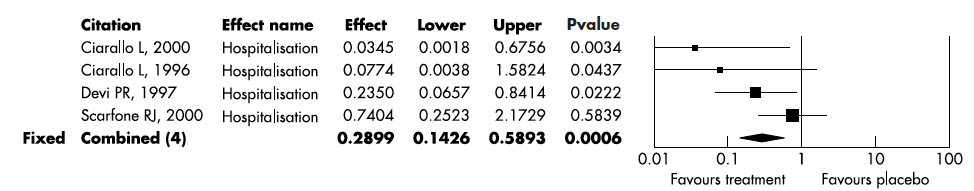 Citation Effect name Effect Lower Upper Pvalue
Ciarallo L, 2000 Hospitalisation 0.0345 0.0018 0.6756 0.0034
Ciarallo L, 1996 Hospitalisation 0.0774 0.0038 1.5824 0.0437
Devi PR, 1997 Hospitalisation 0.2350 0.0657 0.8414 0.0222
Scarfone RJ, 2000 Hospitalisation 0.7404 0.2523 2.1729 0.5839
Fixed Combined (4) 0.2899 0.1426 0.5893 0.0006
0.01 0.1 1 10 100
Favours treatment Favours placebo